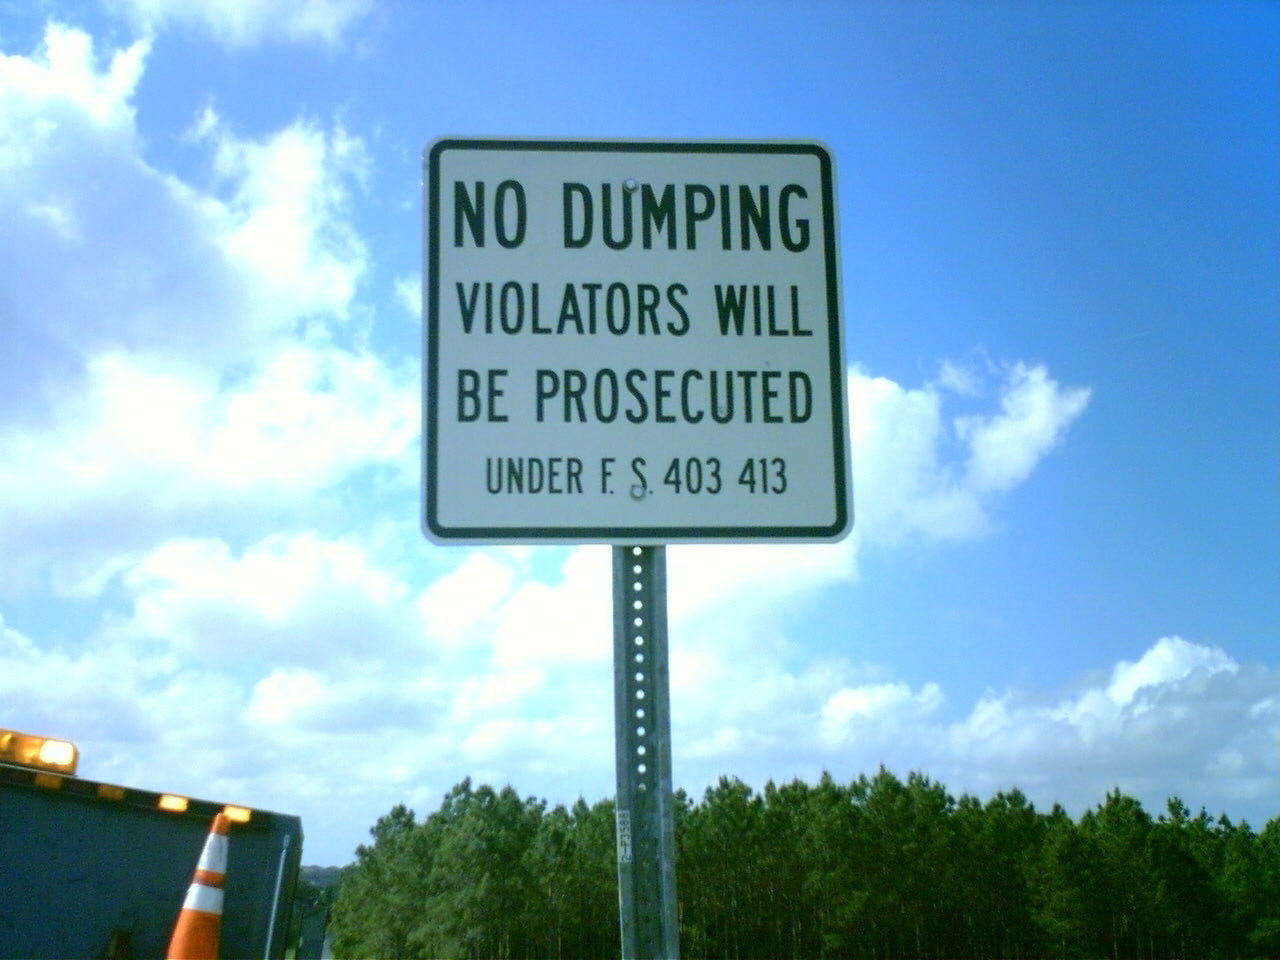 NO DUMPING
VIOLATORS WILL
BE PROSECUTED
UNDER F. S. 403 413